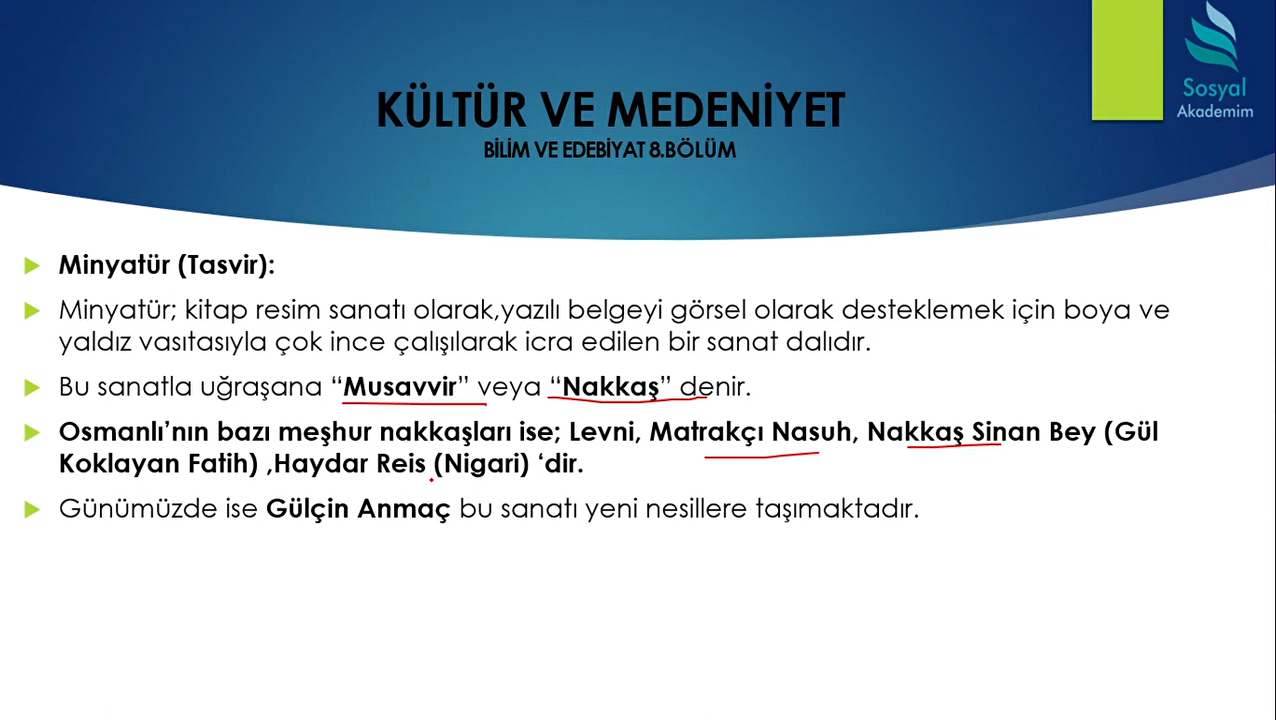 Sosyal
Akademim
KÜLTÜR VE MEDENİYET
BİLİM VE EDEBİYAT 8.BÖLÜM
Minyatür (Tasvir):
Minyatür; kitap resim sanatı olarak,yazılı belgeyi görsel olarak desteklemek için boya ve
yaldız vasıtasıyla çok ince çalışılarak icra edilen bir sanat dalıdır.
Bu sanatla uğraşana “Musavvir” veya “Nakkaş” denir.
Osmanlı’nın bazı meşhur nakkaşları ise; Levni, Matrakçı Nasuh, Nakkaş Sinan Bey (Gül
Koklayan Fatih) ,Haydar Reis (Nigari) ‘dir.
Günümüzde ise Gülçin Anmaç bu sanatı yeni nesillere taşımaktadır.